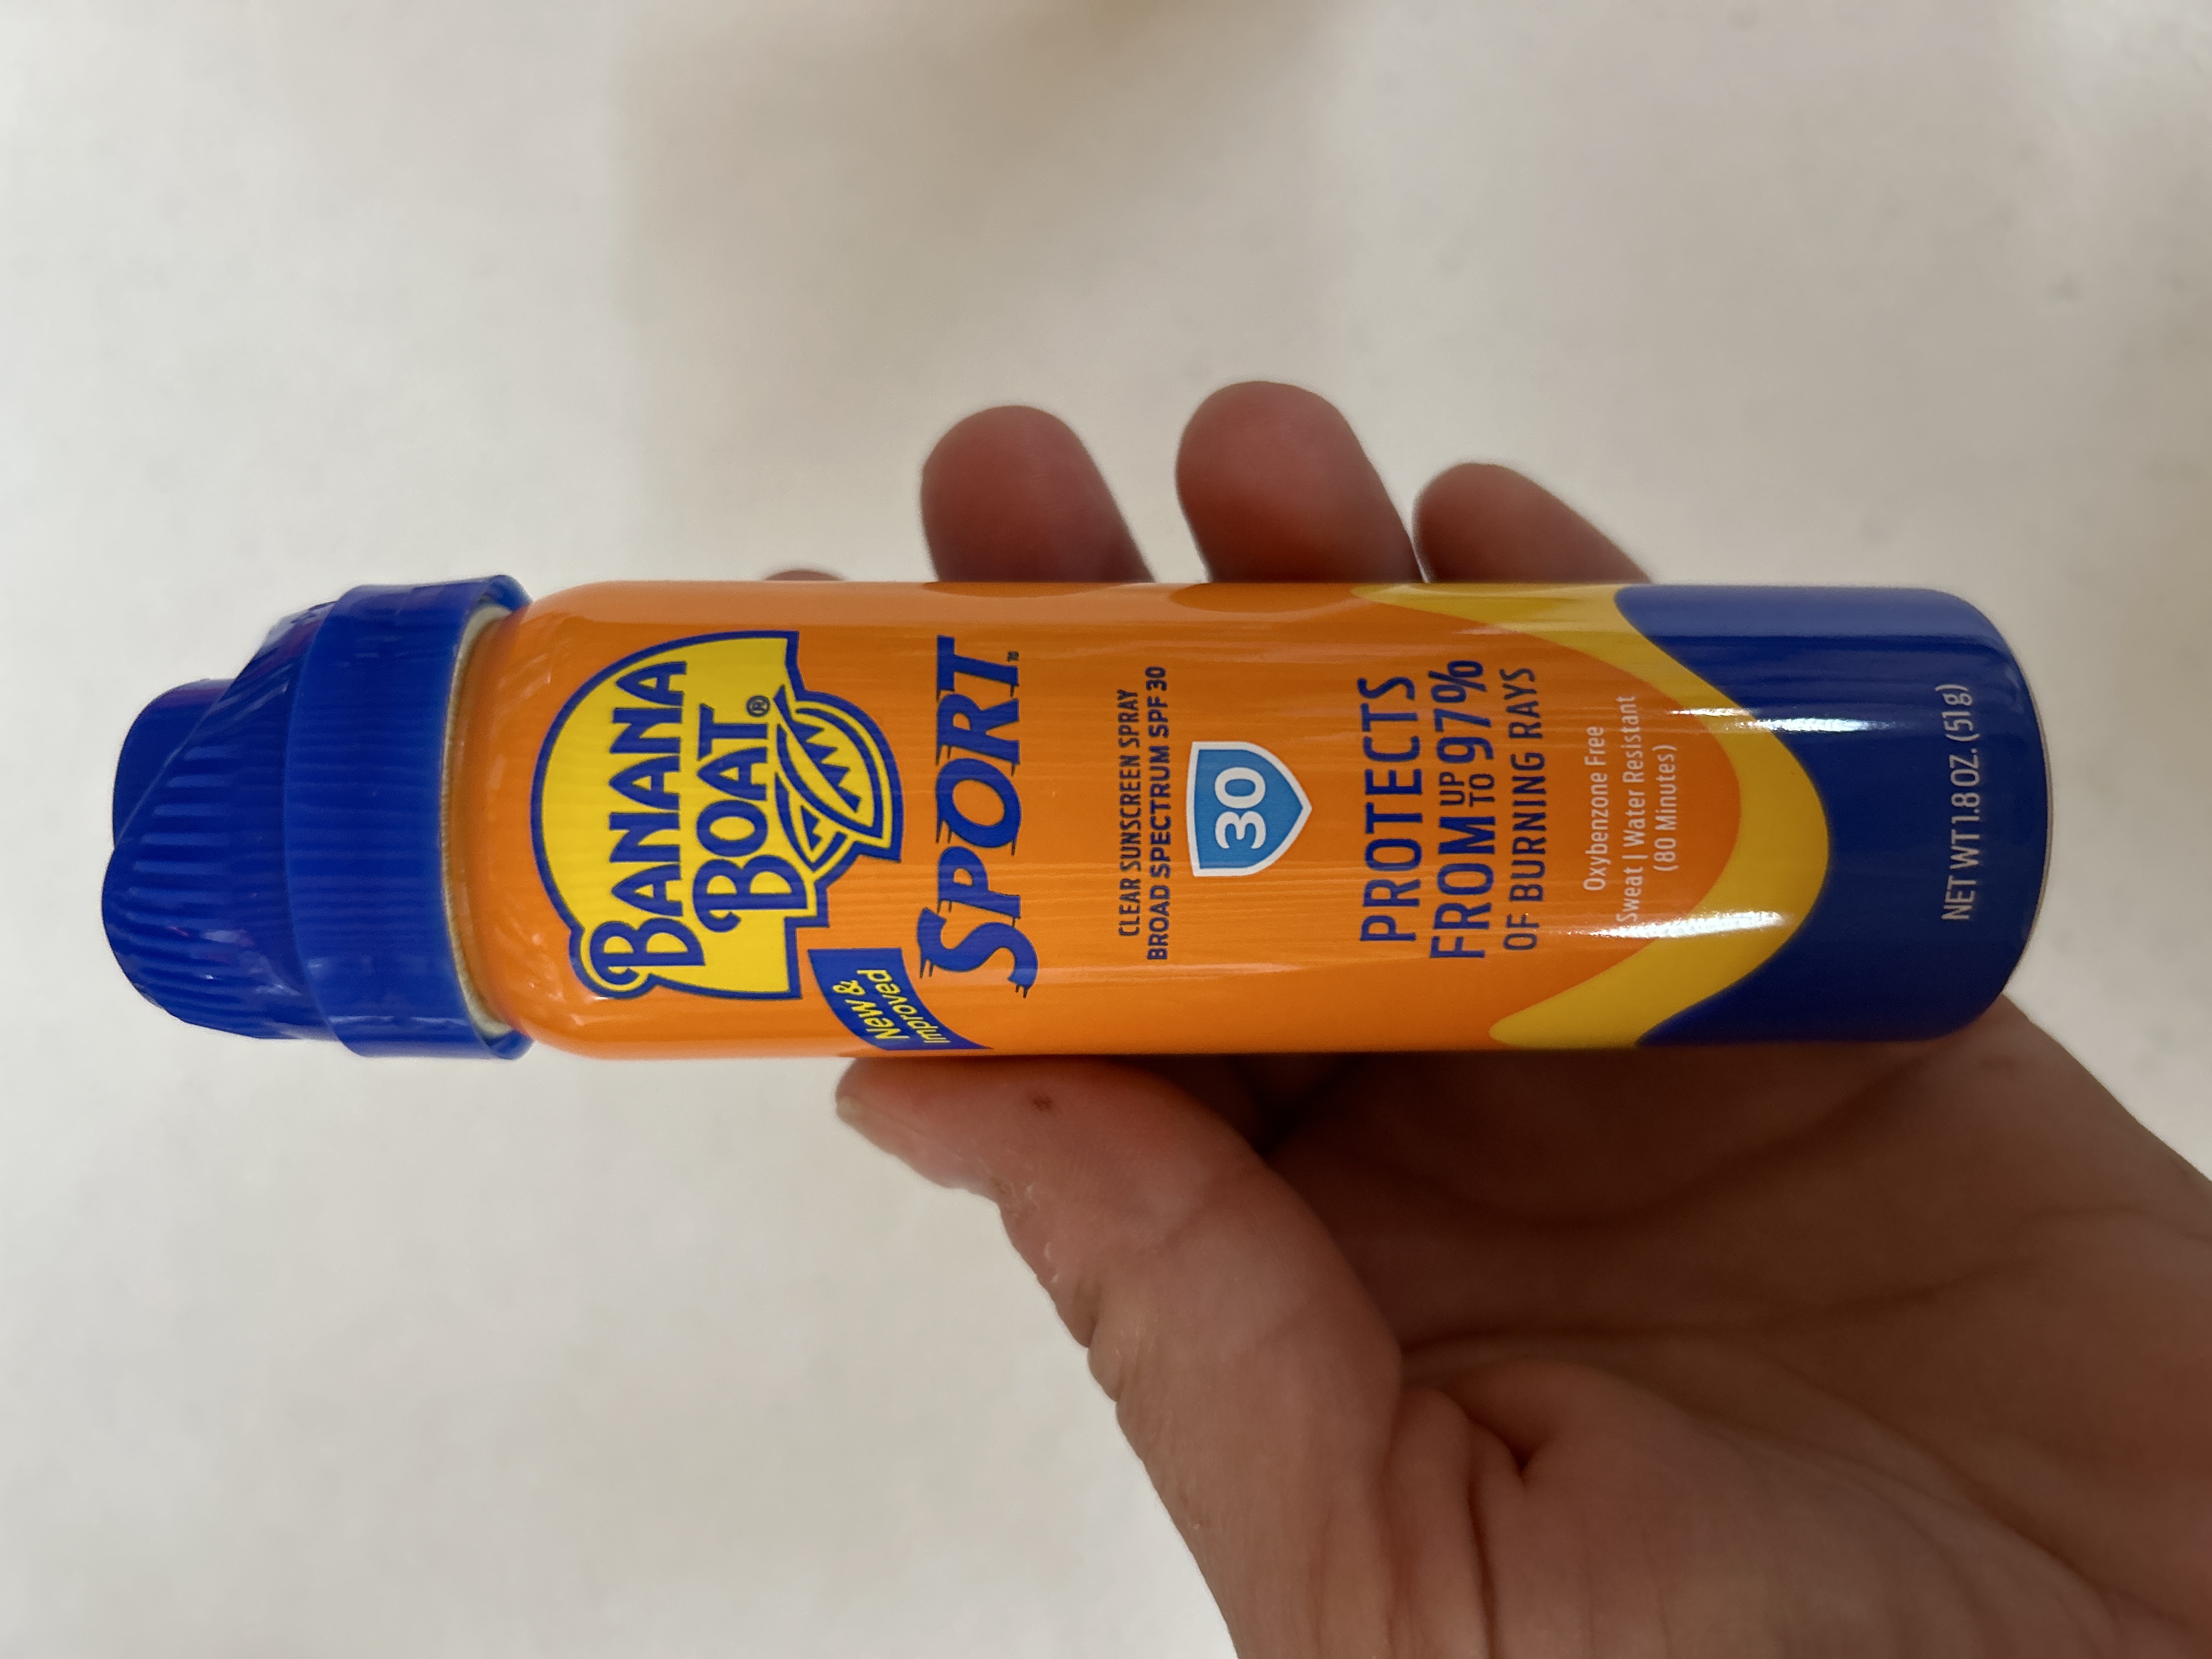 BANANA
BOAT®
New &
Improved
SPORT™
CLEAR SUNSCREEN SPRAY
BROAD SPECTRUM SPF 30
30
PROTECTS
FROM UP TO 97%
OF BURNING RAYS
Oxybenzone Free
Sweat | Water Resistant
(80 Minutes)
NET WT 1.8 OZ. (51g)